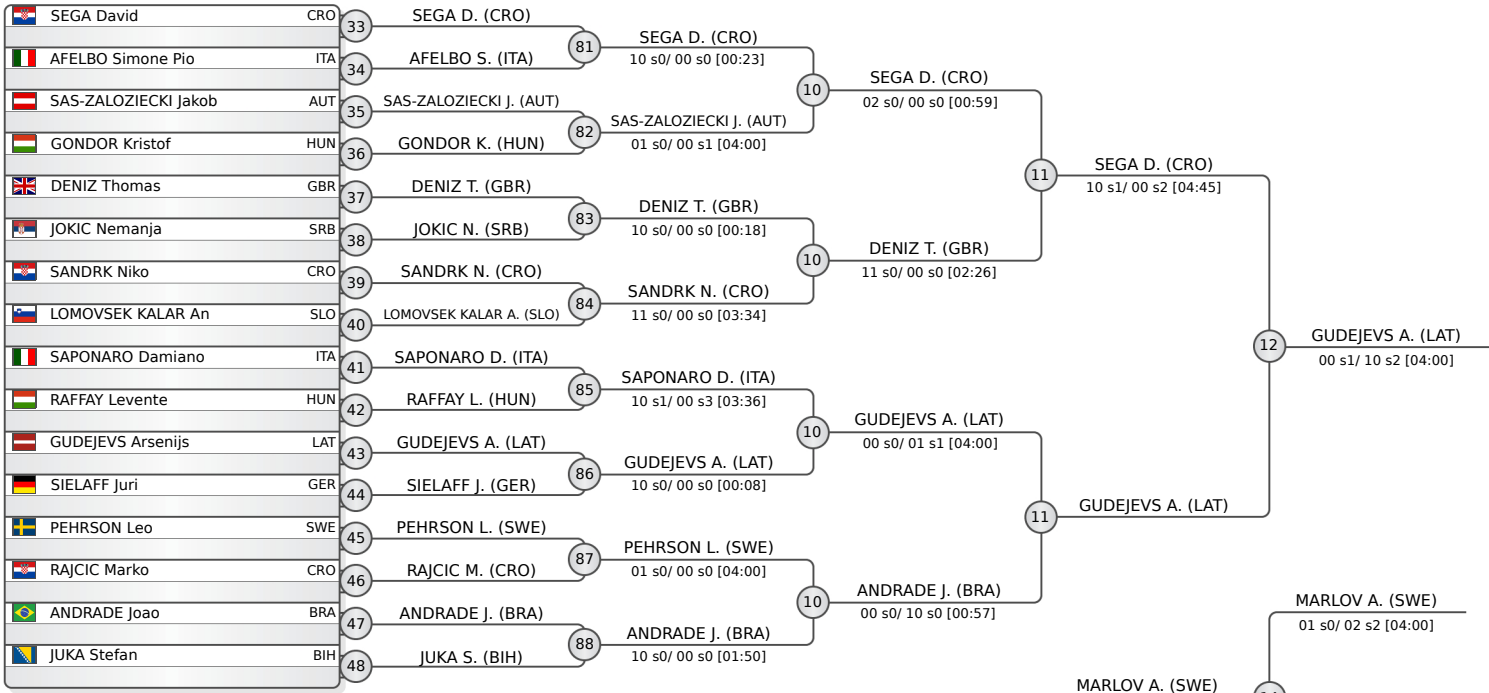 SEGA David CRO
AFELBO Simone Pio ITA
SAS-ZALOZIECKI Jakob AUT
GONDOR Kristof HUN
DENIZ Thomas GBR
JOKIC Nemanja SRB
SANDRK Niko CRO
LOMOVSEK KALAR An SLO
SAPONARO Damiano ITA
RAFFAY Levente HUN
GUDEJEVS Arsenijs LAT
SIELAFF Juri GER
PEHRSON Leo SWE
RAJCIC Marko CRO
ANDRADE Joao BRA
JUKA Stefan BIH
33
34
35
36
37
38
39
40
41
42
43
44
45
46
47
48
SEGA D. (CRO)
AFELBO S. (ITA)
SAS-ZALOZIECKI J. (AUT)
GONDOR K. (HUN)
DENIZ T. (GBR)
JOKIC N. (SRB)
SANDRK N. (CRO)
LOMOVSEK KALAR A. (SLO)
SAPONARO D. (ITA)
RAFFAY L. (HUN)
GUDEJEVS A. (LAT)
SIELAFF J. (GER)
PEHRSON L. (SWE)
RAJCIC M. (CRO)
ANDRADE J. (BRA)
JUKA S. (BIH)
81
82
83
84
85
86
87
88
SEGA D. (CRO)
10 s0/ 00 s0 [00:23]
SAS-ZALOZIECKI J. (AUT)
01 s0/ 00 s1 [04:00]
DENIZ T. (GBR)
10 s0/ 00 s0 [00:18]
SANDRK N. (CRO)
11 s0/ 00 s0 [03:34]
SAPONARO D. (ITA)
10 s1/ 00 s3 [03:36]
GUDEJEVS A. (LAT)
10 s0/ 00 s0 [00:08]
PEHRSON L. (SWE)
01 s0/ 00 s0 [04:00]
ANDRADE J. (BRA)
10 s0/ 00 s0 [01:50]
10
10
10
10
SEGA D. (CRO)
02 s0/ 00 s0 [00:59]
DENIZ T. (GBR)
11 s0/ 00 s0 [02:26]
GUDEJEVS A. (LAT)
00 s0/ 01 s1 [04:00]
ANDRADE J. (BRA)
00 s0/ 10 s0 [00:57]
11
11
SEGA D. (CRO)
10 s1/ 00 s2 [04:45]
GUDEJEVS A. (LAT)
12
GUDEJEVS A. (LAT)
00 s1/ 10 s2 [04:00]
MARLOV A. (SWE)
01 s0/ 02 s2 [04:00]
MARLOV A. (SWE)